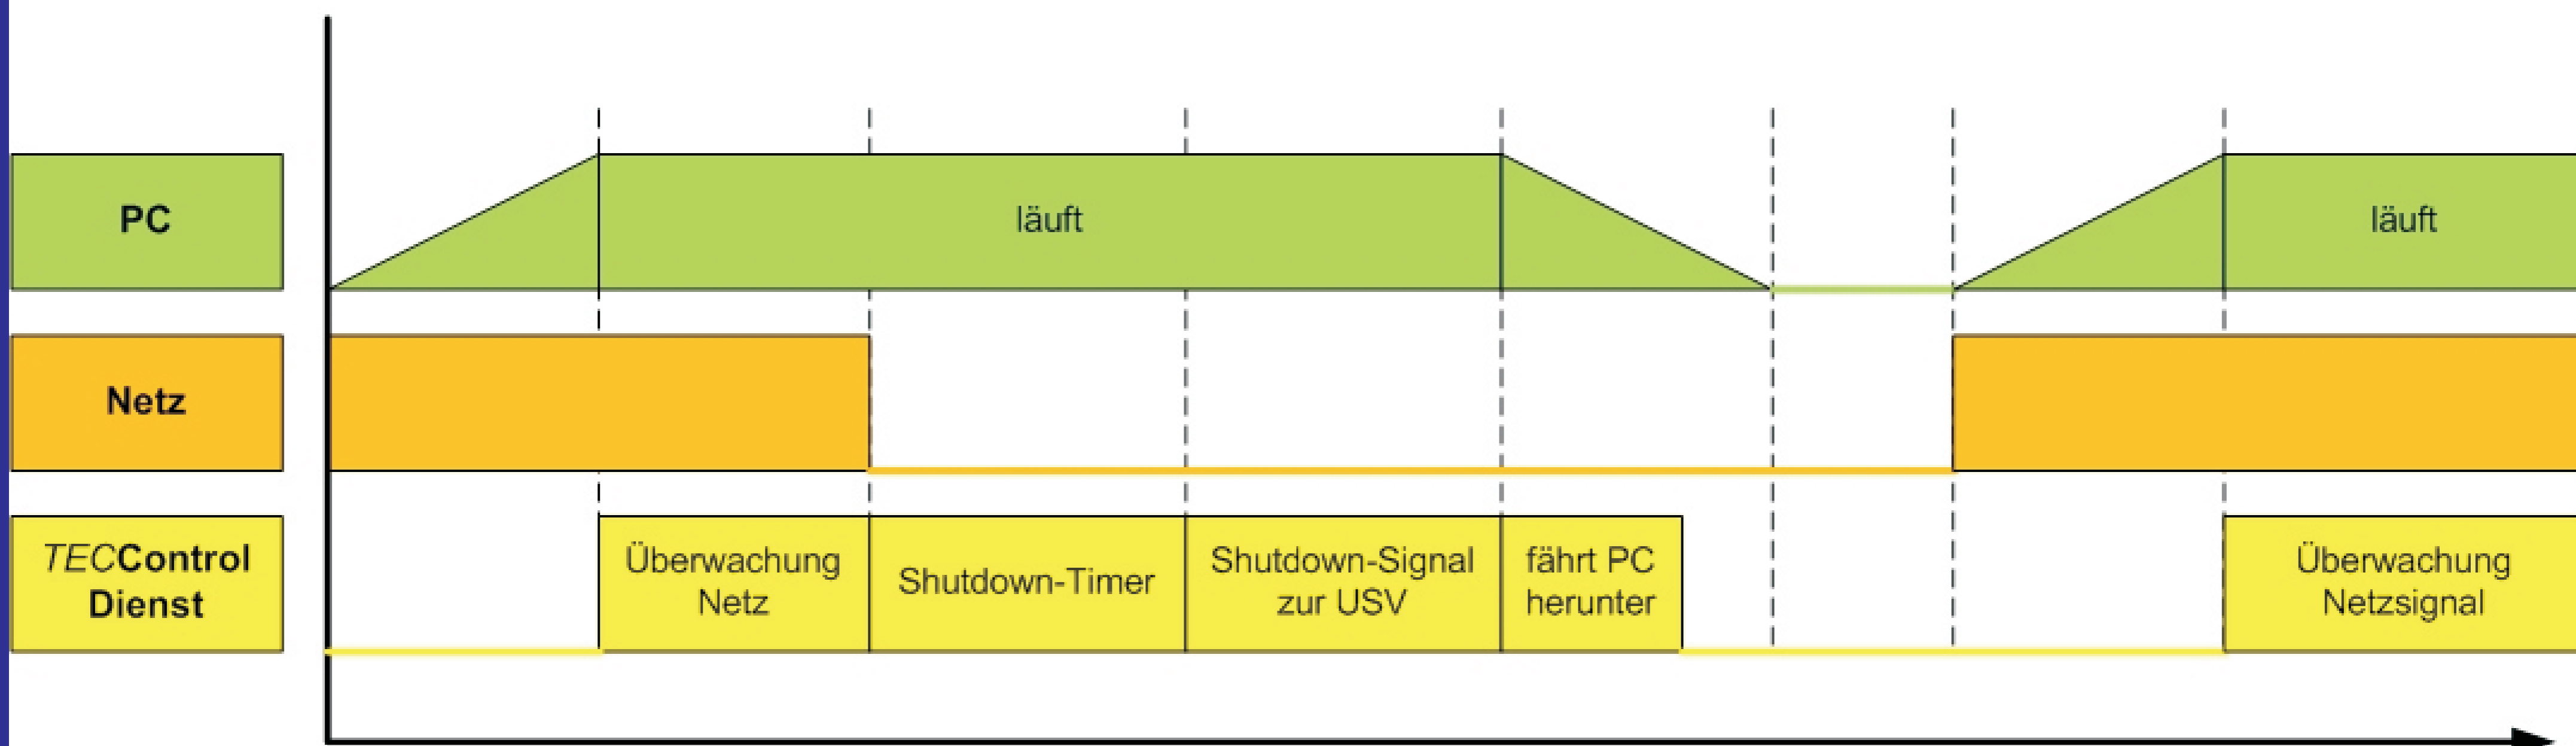 PC
läuft
läuft
Netz
TECControl
Dienst
Überwachung
Netz
Shutdown-Timer
Shutdown-Signal
zur USV
fährt PC
herunter
Überwachung
Netzsignal